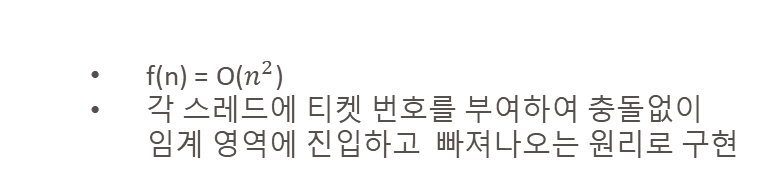 • f(n) = O(𝑛²)
• 각 스레드에 티켓 번호를 부여하여 충돌없이
임계 영역에 진입하고 빠져나오는 원리로 구현